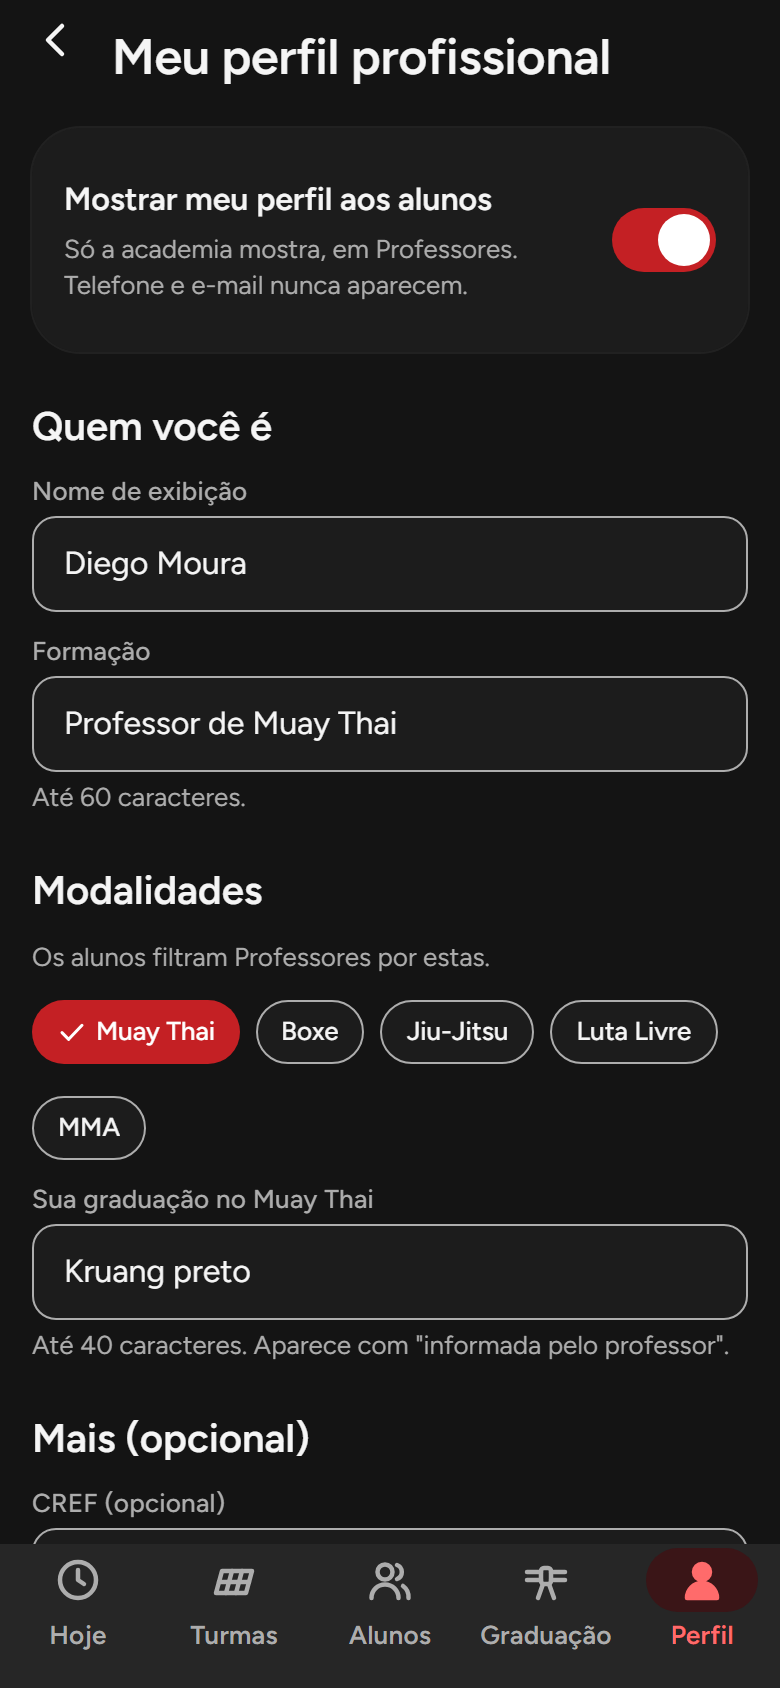 Meu perfil profissional
Mostrar meu perfil aos alunos
Só a academia mostra, em Professores.
Telefone e e-mail nunca aparecem.
Quem você é
Nome de exibição
Diego Moura
Formação
Professor de Muay Thai
Até 60 caracteres.
Modalidades
Os alunos filtram Professores por estas.
Muay Thai Boxe Jiu-Jitsu Luta Livre
MMA
Sua graduação no Muay Thai
Kruang preto
Até 40 caracteres. Aparece com "informada pelo professor".
Mais (opcional)
CREF (opcional)
Hoje Turmas Alunos Graduação Perfil